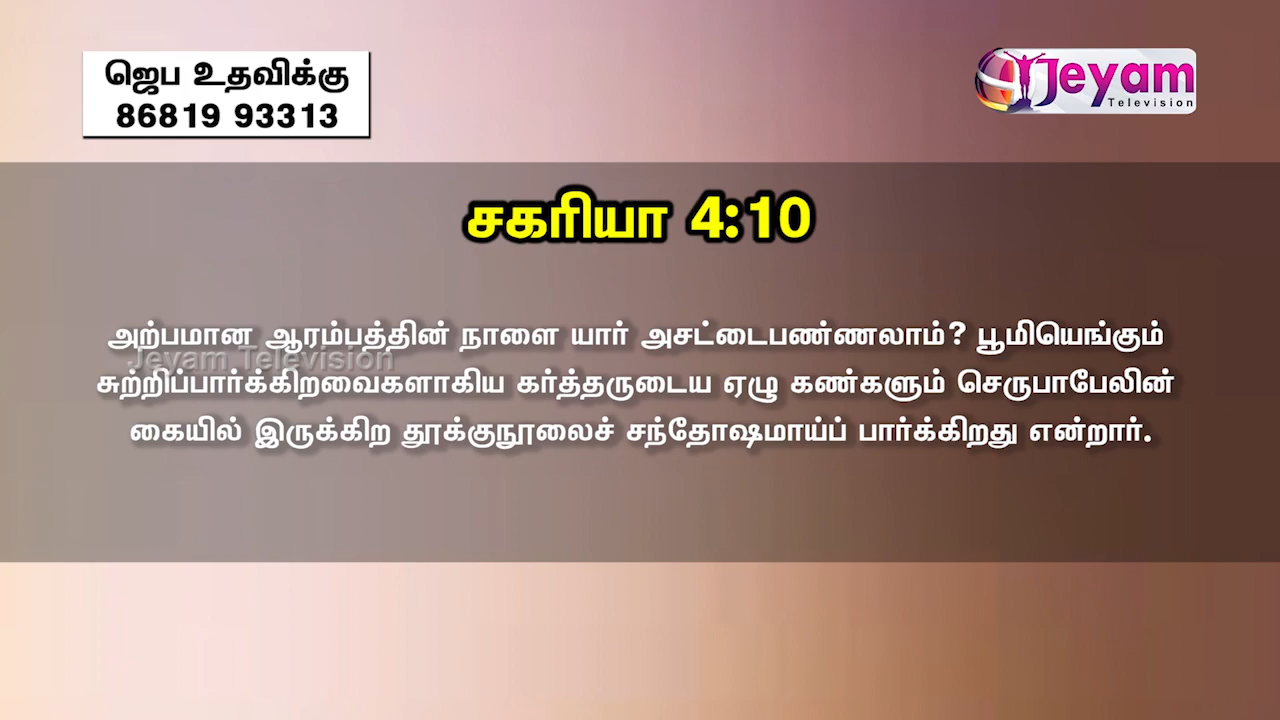 ஜெப உதவிக்கு
86819 93313
Jeyam
Television
சகரியா 4:10
அற்பமான ஆரம்பத்தின் நாளை யார் அசட்டைபண்ணலாம்? பூமியெங்கும்
Jeyam Television
சுற்றிப்பார்க்கிறவைகளாகிய கர்த்தருடைய ஏழு கண்களும் செருபாபேலின்
கையில் இருக்கிற தூக்குநூலைச் சந்தோஷமாய்ப் பார்க்கிறது என்றார்.